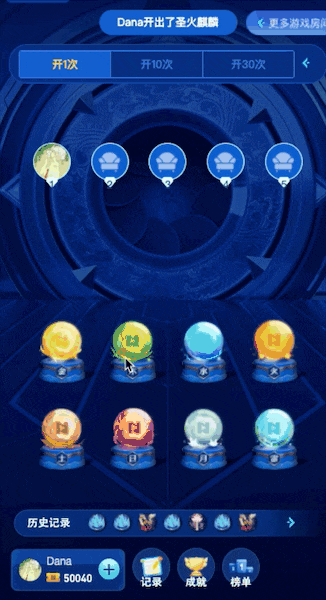 Dana开出了圣火麒麟
更多游戏房间
开1次
开10次
开30次
1
2
3
4
5
金
木
水
火
土
日
月
历史记录
Dana
50040
记录
成就
榜单